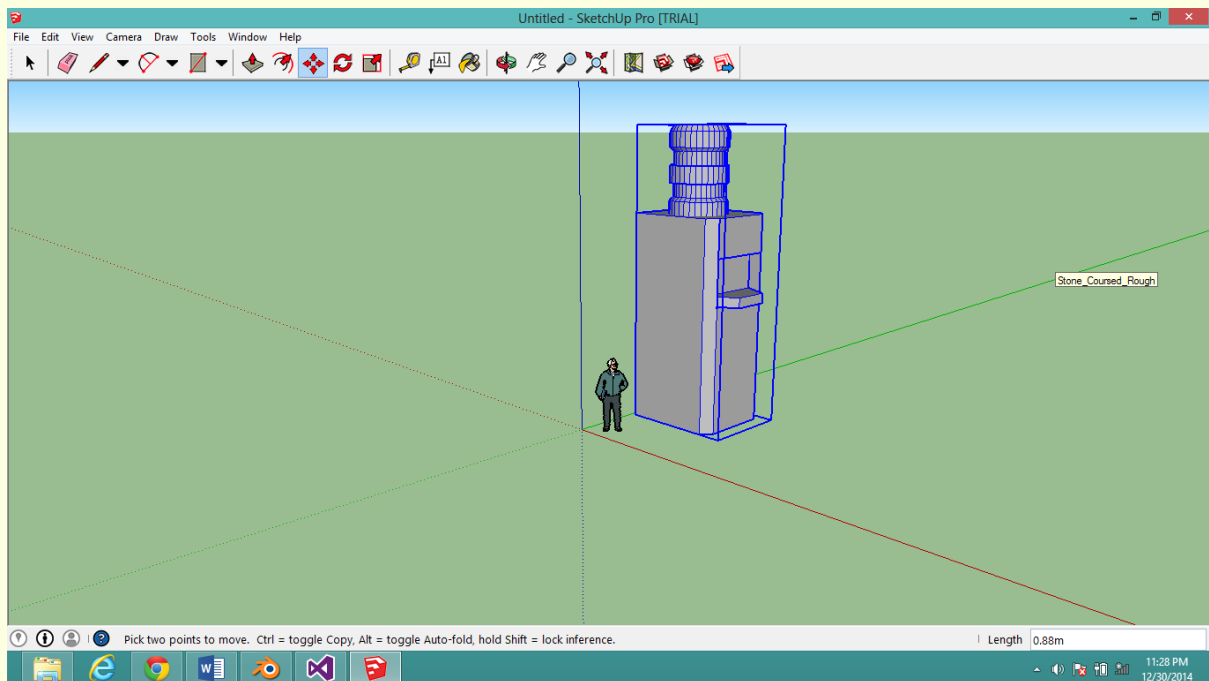 Untitled - SketchUp Pro [TRIAL]
File Edit View Camera Draw Tools Window Help
A1
Stone_Coursed_Rough
Pick two points to move. Ctrl = toggle Copy, Alt = toggle Auto-fold, hold Shift = lock inference.
Length 0.88m
11:28 PM
12/30/2014